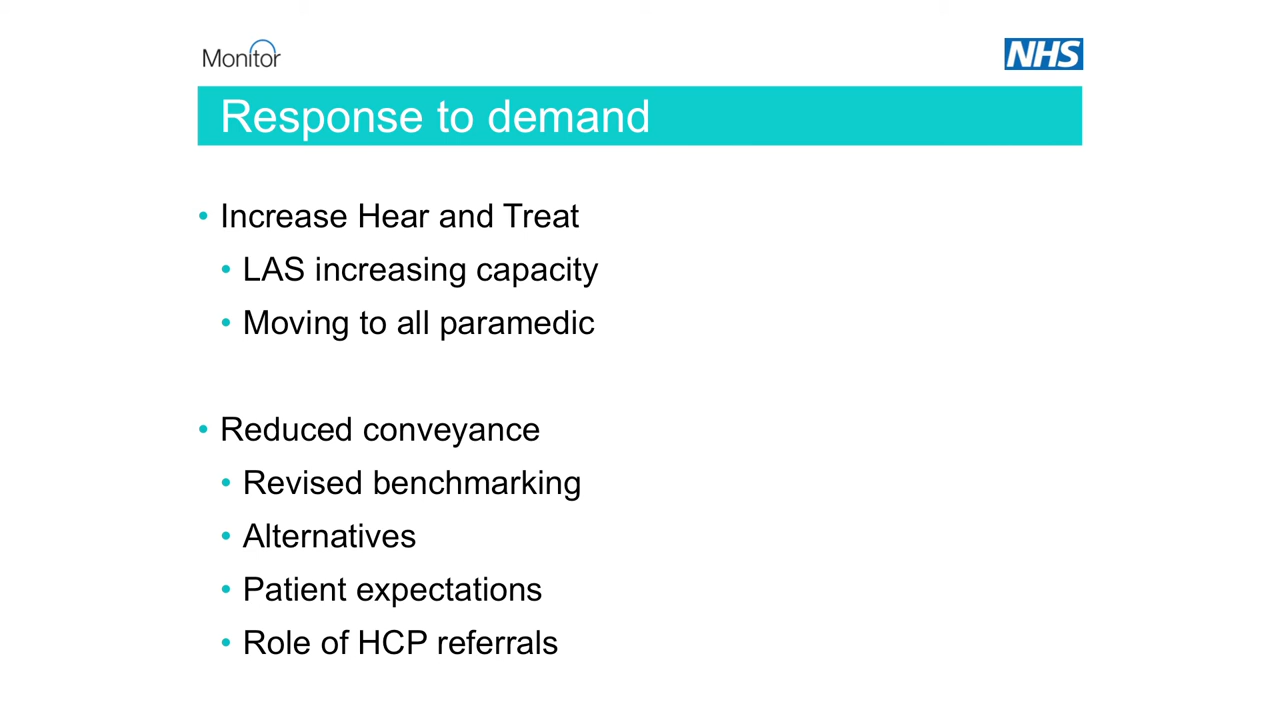 Monitor
NHS
Response to demand
• Increase Hear and Treat
• LAS increasing capacity
• Moving to all paramedic
• Reduced conveyance
• Revised benchmarking
• Alternatives
• Patient expectations
• Role of HCP referrals